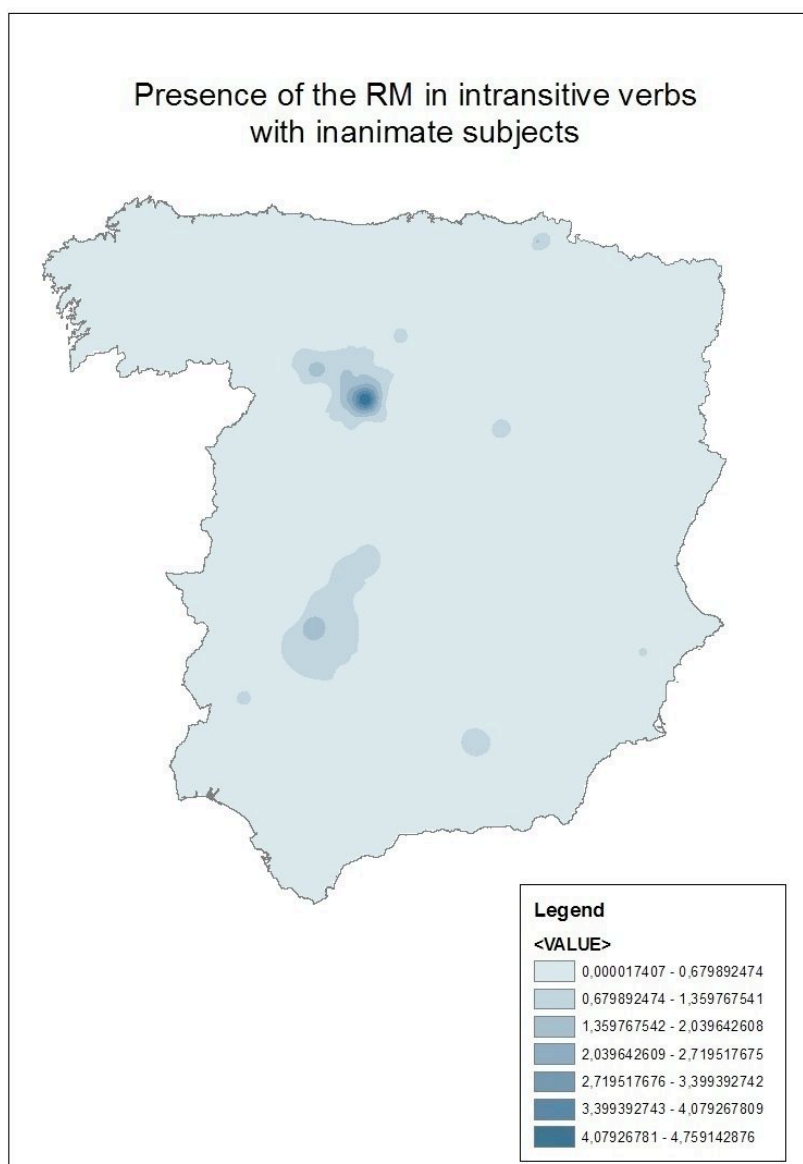 Presence of the RM in intransitive verbs
with inanimate subjects
Legend
<VALUE>
0,000017407 - 0,679892474
0,679892474 - 1,359767541
1,359767542 - 2,039642608
2,039642609 - 2,719517675
2,719517676 - 3,399392742
3,399392743 - 4,079267809
4,07926781 - 4,759142876